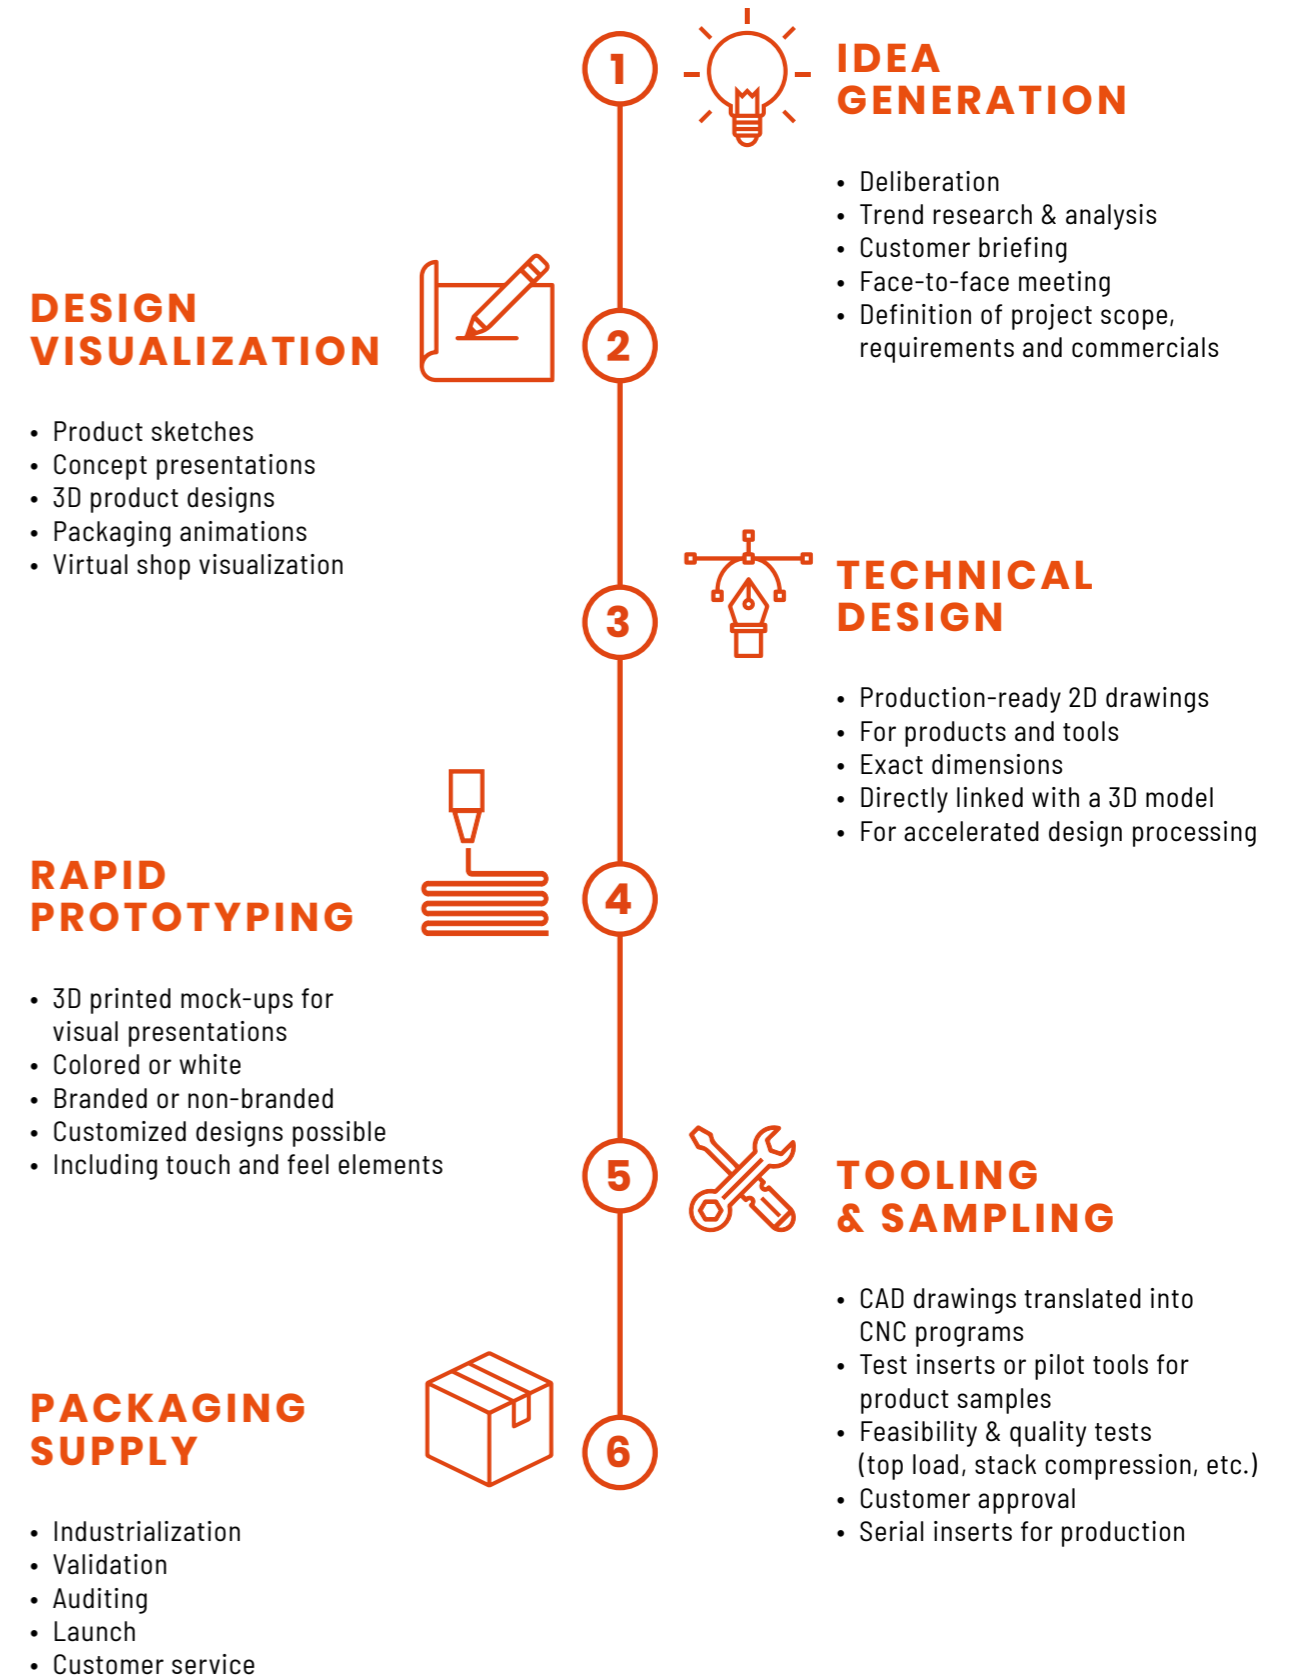 1
IDEA
GENERATION
• Deliberation
• Trend research & analysis
• Customer briefing
• Face-to-face meeting
• Definition of project scope,
requirements and commercials
2
DESIGN
VISUALIZATION
• Product sketches
• Concept presentations
• 3D product designs
• Packaging animations
• Virtual shop visualization
3
TECHNICAL
DESIGN
• Production-ready 2D drawings
• For products and tools
• Exact dimensions
• Directly linked with a 3D model
• For accelerated design processing
4
RAPID
PROTOTYPING
• 3D printed mock-ups for
visual presentations
• Colored or white
• Branded or non-branded
• Customized designs possible
• Including touch and feel elements
5
TOOLING
& SAMPLING
• CAD drawings translated into
CNC programs
• Test inserts or pilot tools for
product samples
• Feasibility & quality tests
(top load, stack compression, etc.)
• Customer approval
• Serial inserts for production
6
PACKAGING
SUPPLY
• Industrialization
• Validation
• Auditing
• Launch
• Customer service